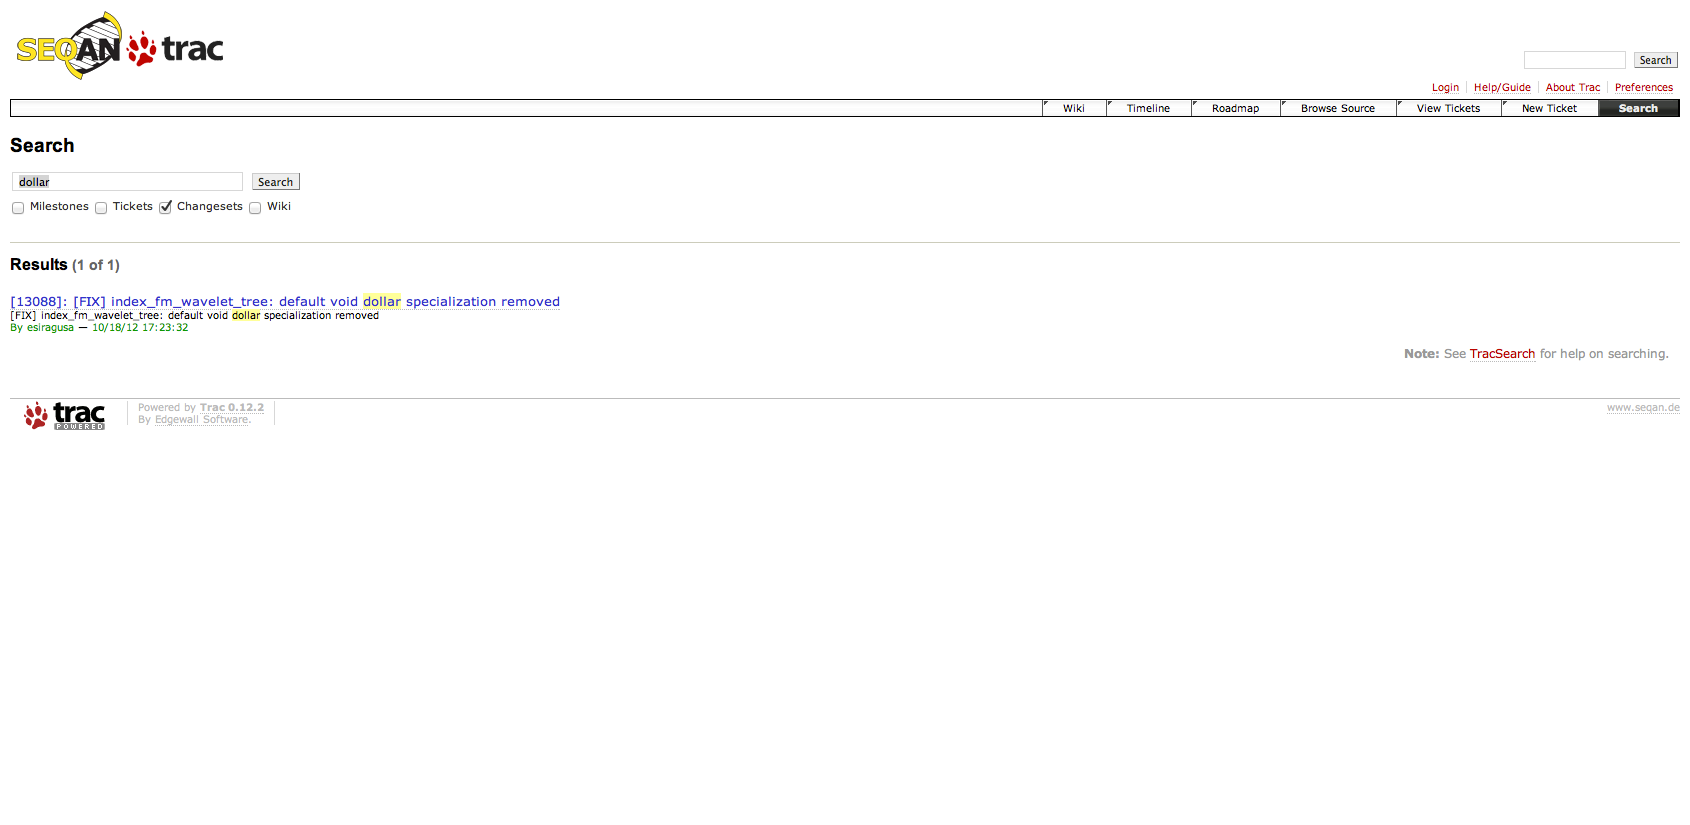 SEQAN trac
Search
Login Help/Guide About Trac Preferences
Wiki Timeline Roadmap Browse Source View Tickets New Ticket Search
Search
dollar Search
Milestones Tickets Changesets Wiki
Results (1 of 1)
[13088]: [FIX] index_fm_wavelet_tree: default void dollar specialization removed
[FIX] index_fm_wavelet_tree: default void dollar specialization removed
By esiragusa — 10/18/12 17:23:32
Note: See TracSearch for help on searching.
trac POWERED
Powered by Trac 0.12.2
By Edgewall Software.
www.seqan.de